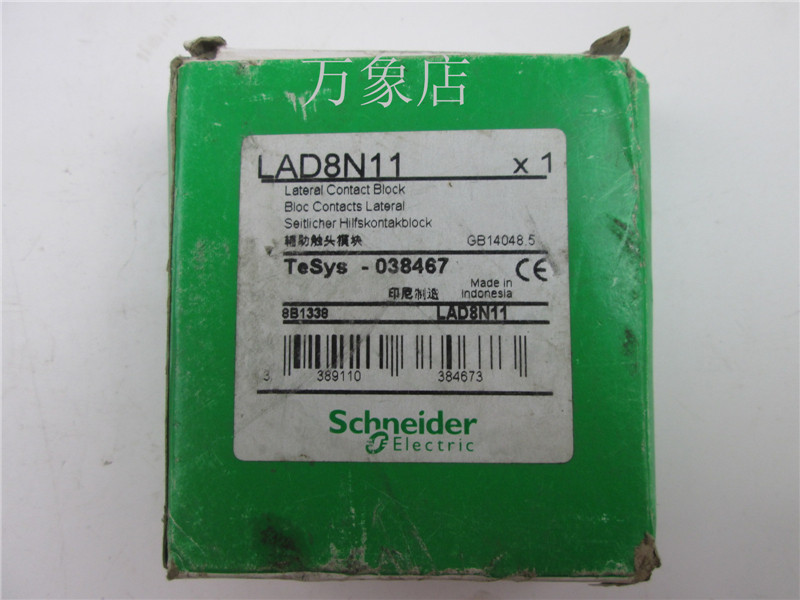 万象店
LAD8N11 x 1
Lateral Contact Block
Bloc Contacts Lateral
Seitlicher Hilfskontakblock
辅助触头模块 GB14048.5
TeSys - 038467 CE
印尼制造 Made in Indonesia
8B1339 LAD8N11
3 389110 384673
Schneider
Electric